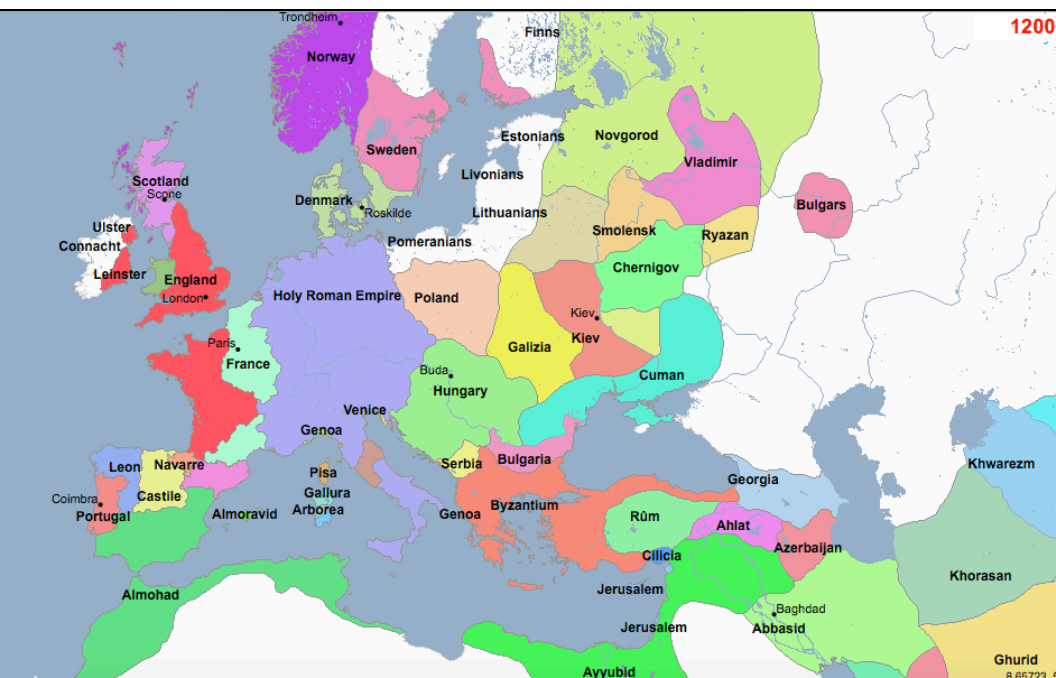 1200
Trondheim
Norway
Finns
Sweden
Estonians
Novgorod
Vladimir
Livonians
Scotland
Scone
Denmark
Roskilde
Lithuanians
Bulgars
Ulster
Connacht
Pomeranians
Smolensk
Ryazan
Leinster
England
London
Chernigov
Holy Roman Empire
Poland
Kiev
Kiev
Paris
France
Galizia
Buda
Hungary
Cuman
Venice
Genoa
Leon
Navarre
Castile
Pisa
Gallura
Arborea
Serbia
Bulgaria
Khwarezm
Georgia
Coimbra
Portugal
Almoravid
Genoa
Byzantium
Rûm
Ahlat
Azerbaijan
Cilicia
Almohad
Jerusalem
Khorasan
Baghdad
Jerusalem
Abbasid
Ayyubid
Ghurid